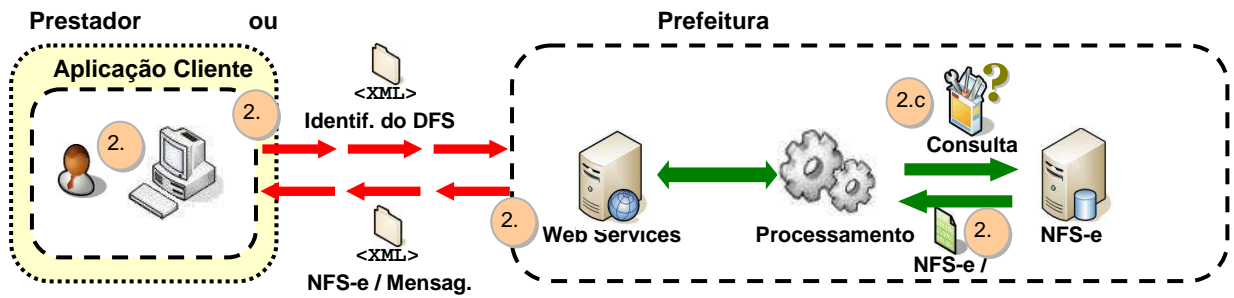 Prestador ou
Prefeitura
Aplicação Cliente
<XML>
Identif. do DFS
2.
2.
2.c
Consulta
2.
Web Services
Processamento
2.
NFS-e /
NFS-e
<XML>
NFS-e / Mensag.